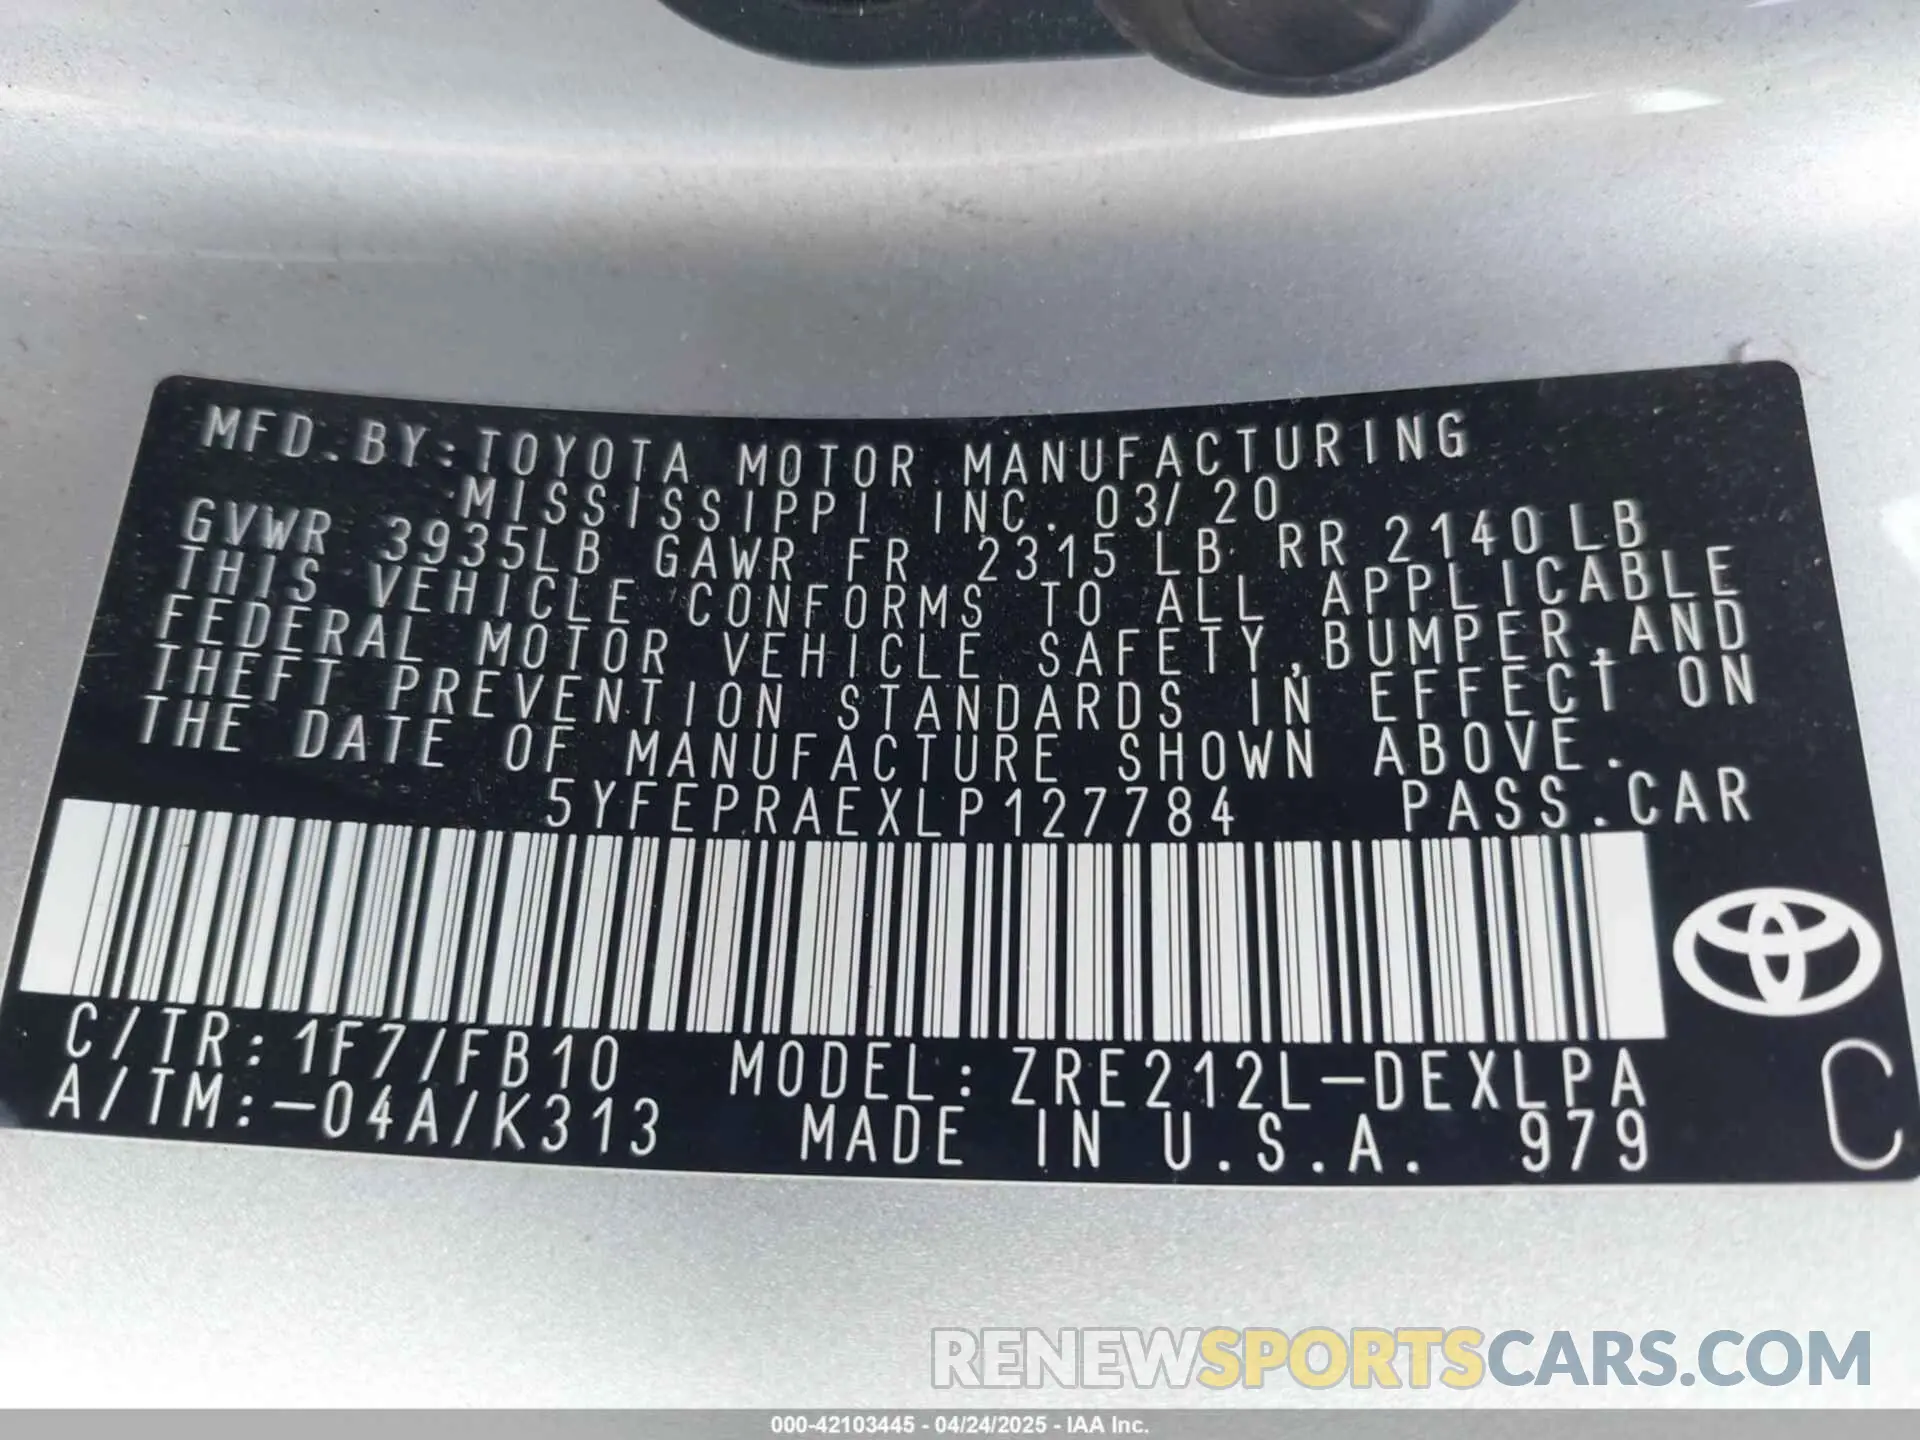 MFD.BY:TOYOTA MOTOR MANUFACTURING
MISSISSIPPI INC. 03/20
GVWR 3935LB GAWR FR 2315 LB RR 2140LB
THIS VEHICLE CONFORMS TO ALL APPLICABLE
FEDERAL MOTOR VEHICLE SAFETY,BUMPER,AND
THEFT PREVENTION STANDARDS IN EFFECT ON
THE DATE OF MANUFACTURE SHOWN ABOVE.
5YFEPRAEXLP127784 PASS.CAR
C/TR: 1F7/FB10 MODEL: ZRE212L-DEXLPA
A/TM:-04A/K313 MADE IN U.S.A. 979
C
RENEWSPORTSCARS.COM
000-42103445 - 04/24/2025 - IAA Inc.